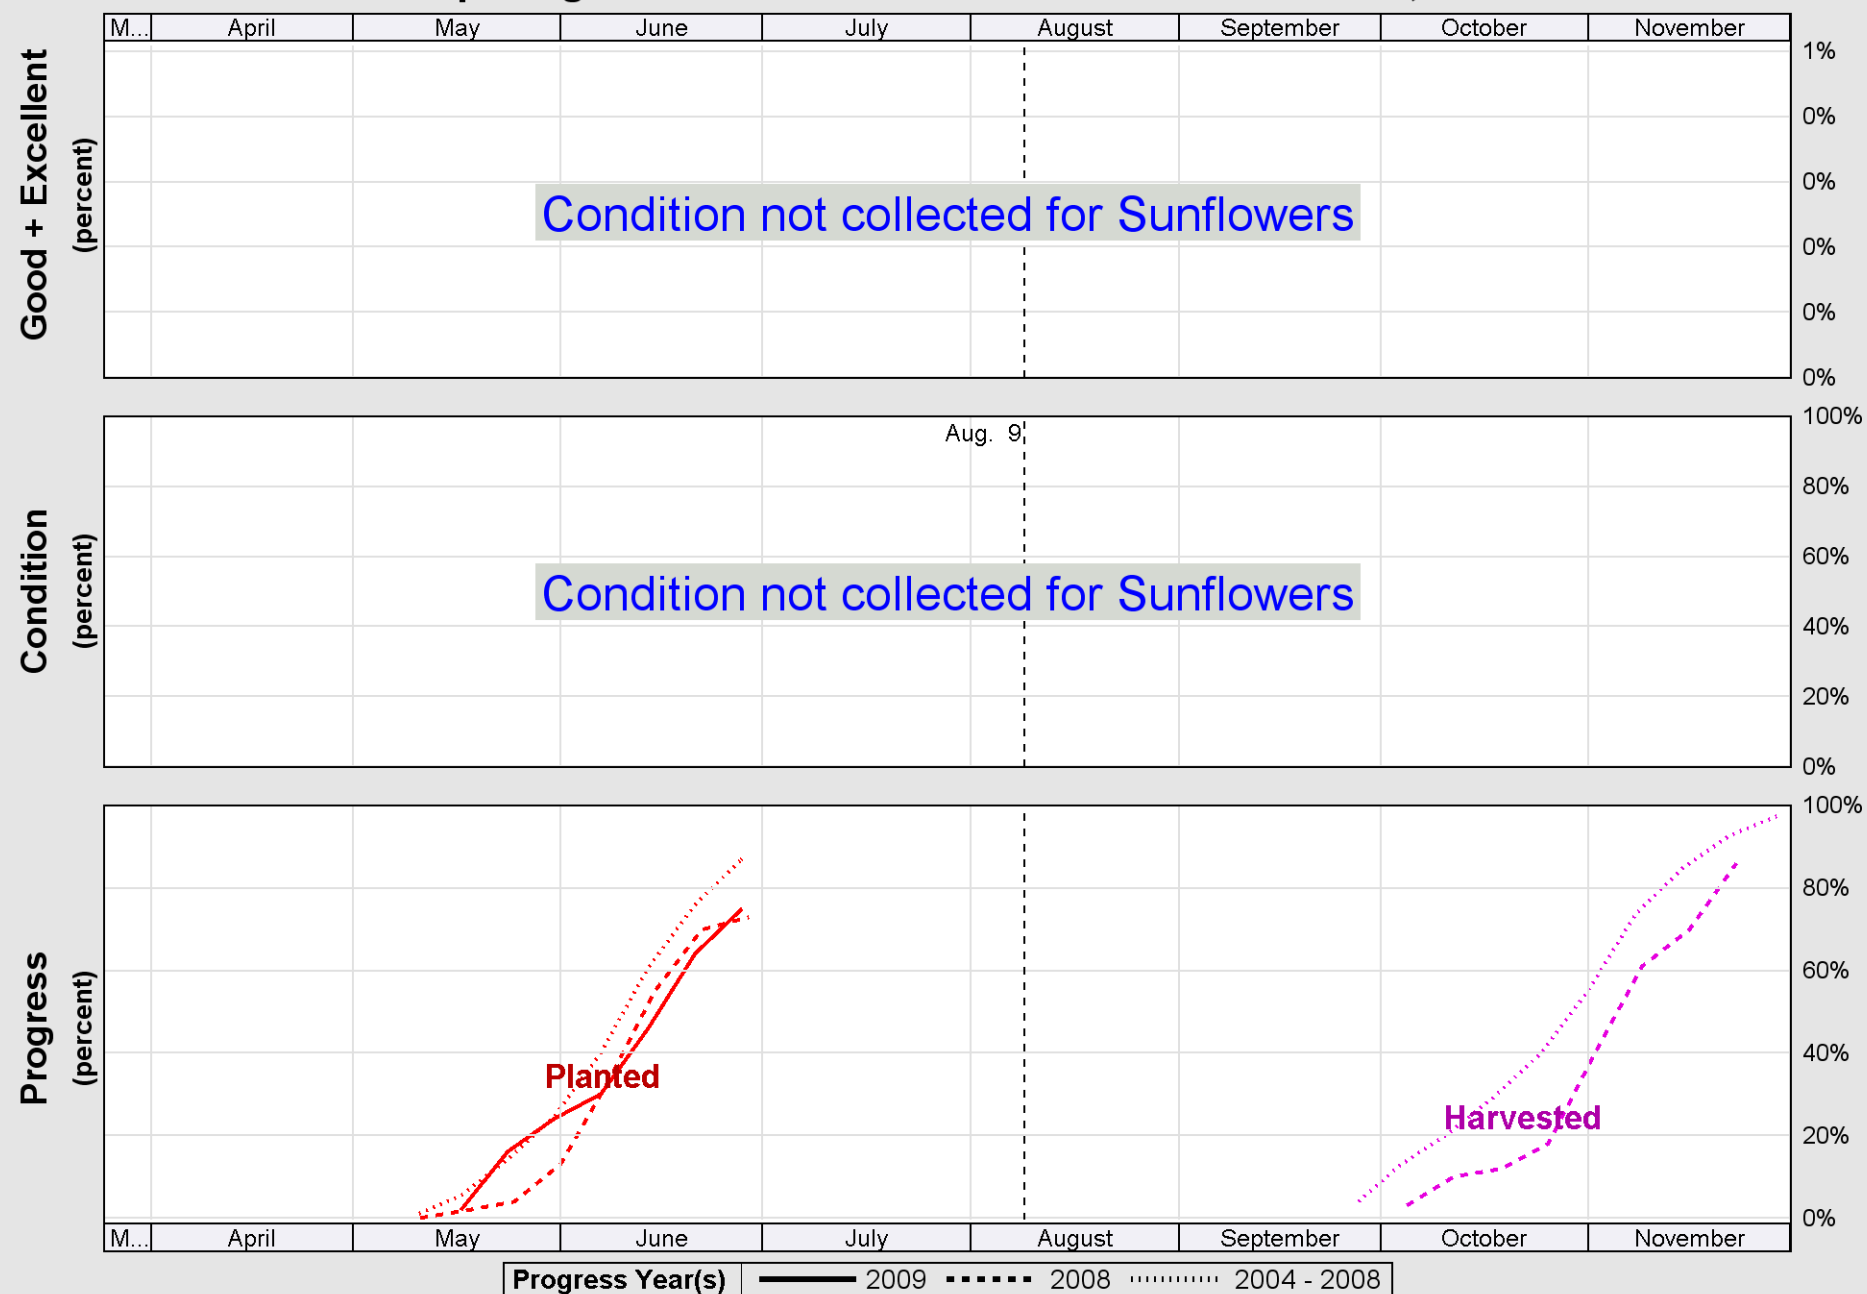 M... April May June July August September October November
Good + Excellent
(percent)
1%
0%
0%
0%
0%
0%
Condition not collected for Sunflowers
Condition
(percent)
Aug. 9
100%
80%
60%
40%
20%
0%
Condition not collected for Sunflowers
Progress
(percent)
100%
80%
60%
40%
20%
0%
Planted
Harvested
M... April May June July August September October November
Progress Year(s) 2009 2008 2004 - 2008